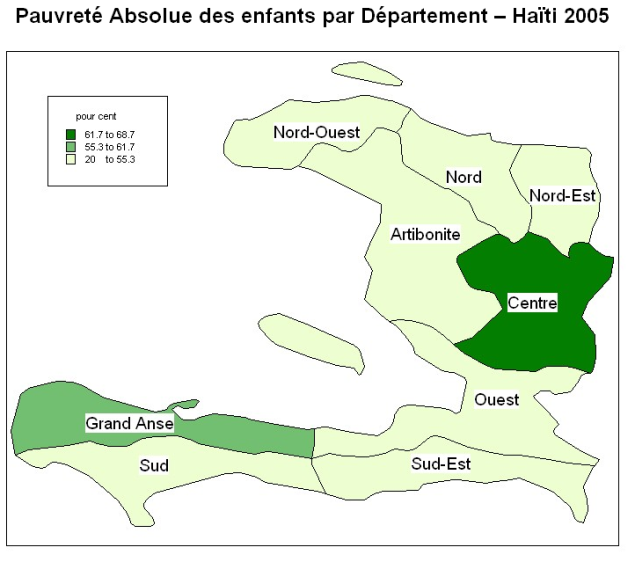 Pauvreté Absolue des enfants par Département – Haïti 2005
pour cent
61.7 to 68.7
55.3 to 61.7
20 to 55.3
Nord-Ouest
Nord
Nord-Est
Artibonite
Centre
Ouest
Grand Anse
Sud
Sud-Est